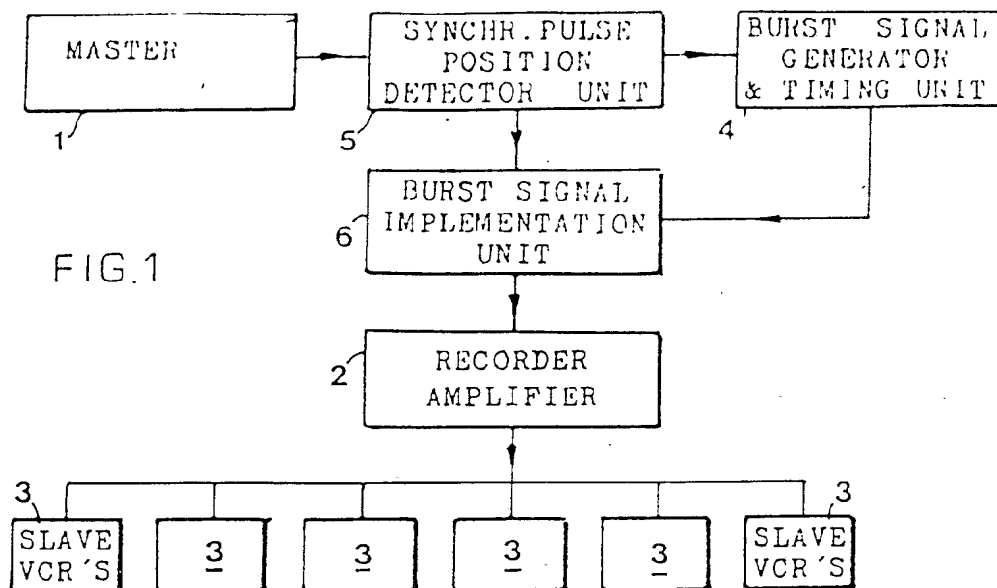 MASTER
1
SYNCHR.PULSE
POSITION
DETECTOR UNIT
5
BURST SIGNAL
GENERATOR
& TIMING UNIT
4
BURST SIGNAL
IMPLEMENTATION
UNIT
6
FIG.1
RECORDER
AMPLIFIER
2
3
SLAVE
VCR'S
3
3
3
3
3
SLAVE
VCR'S